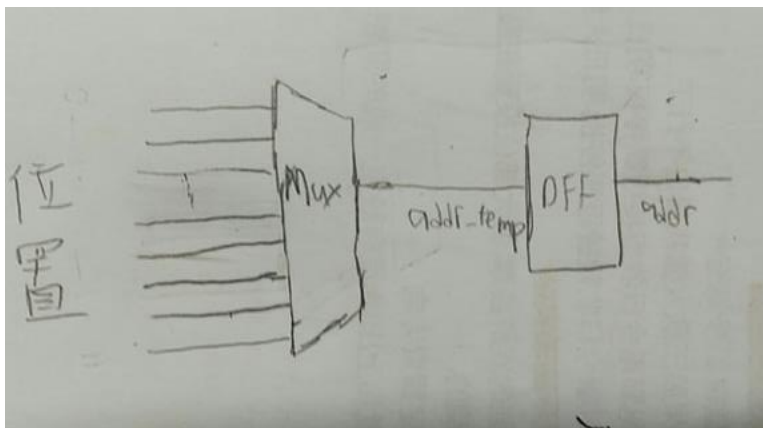 位置
Mux
addr_temp
DFF
addr